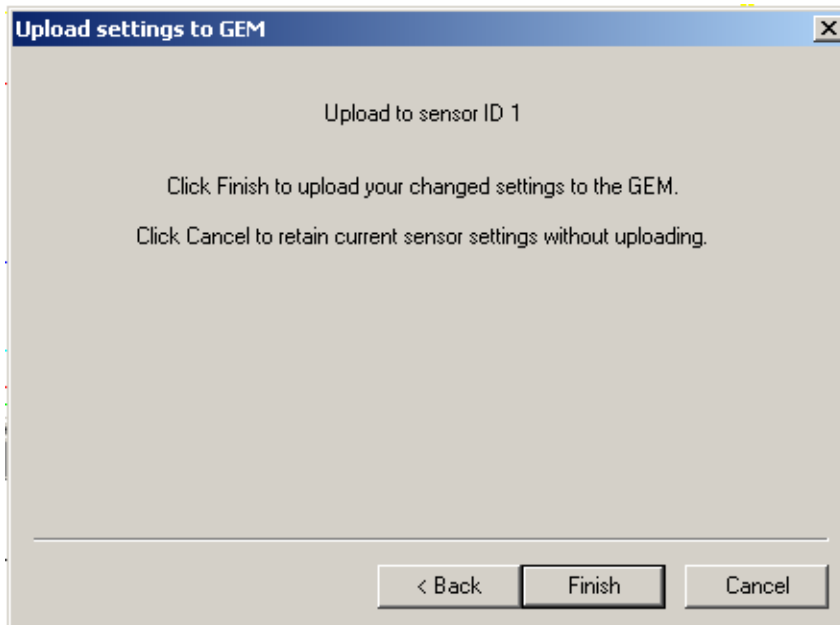 Upload settings to GEM
Upload to sensor ID 1
Click Finish to upload your changed settings to the GEM.
Click Cancel to retain current sensor settings without uploading.
< Back
Finish
Cancel